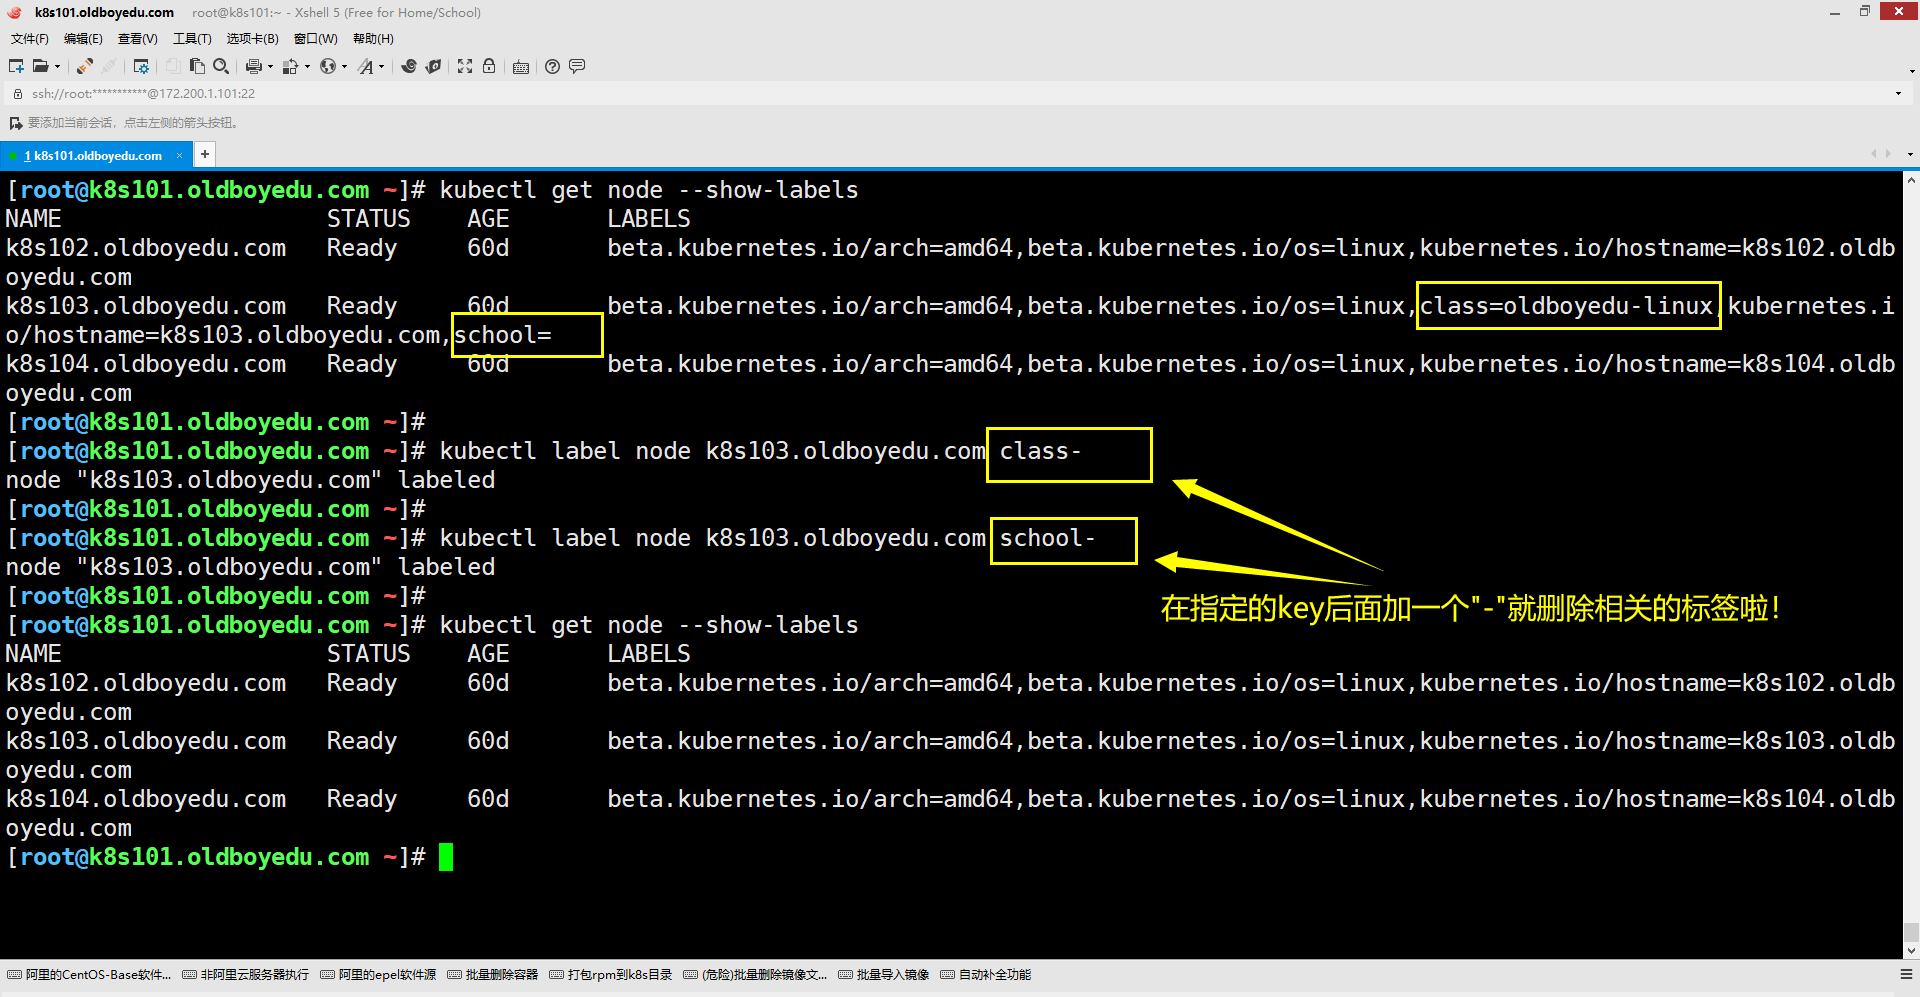 k8s101.oldboyedu.com root@k8s101:~ - Xshell 5 (Free for Home/School)
文件(F) 编辑(E) 查看(V) 工具(T) 选项卡(B) 窗口(W) 帮助(H)
ssh://root:***********@172.200.1.101:22
要添加当前会话，点击左侧的箭头按钮。
1 k8s101.oldboyedu.com × +
[root@k8s101.oldboyedu.com ~]# kubectl get node --show-labels
NAME STATUS AGE LABELS
k8s102.oldboyedu.com Ready 60d beta.kubernetes.io/arch=amd64,beta.kubernetes.io/os=linux,kubernetes.io/hostname=k8s102.oldb
oyedu.com
k8s103.oldboyedu.com Ready 60d beta.kubernetes.io/arch=amd64,beta.kubernetes.io/os=linux,class=oldboyedu-linux,kubernetes.i
o/hostname=k8s103.oldboyedu.com,school=
k8s104.oldboyedu.com Ready 60d beta.kubernetes.io/arch=amd64,beta.kubernetes.io/os=linux,kubernetes.io/hostname=k8s104.oldb
oyedu.com
[root@k8s101.oldboyedu.com ~]#
[root@k8s101.oldboyedu.com ~]# kubectl label node k8s103.oldboyedu.com class-
node "k8s103.oldboyedu.com" labeled
[root@k8s101.oldboyedu.com ~]#
[root@k8s101.oldboyedu.com ~]# kubectl label node k8s103.oldboyedu.com school-
node "k8s103.oldboyedu.com" labeled
[root@k8s101.oldboyedu.com ~]#
在指定的key后面加一个"-"就删除相关的标签啦！
[root@k8s101.oldboyedu.com ~]# kubectl get node --show-labels
NAME STATUS AGE LABELS
k8s102.oldboyedu.com Ready 60d beta.kubernetes.io/arch=amd64,beta.kubernetes.io/os=linux,kubernetes.io/hostname=k8s102.oldb
oyedu.com
k8s103.oldboyedu.com Ready 60d beta.kubernetes.io/arch=amd64,beta.kubernetes.io/os=linux,kubernetes.io/hostname=k8s103.oldb
oyedu.com
k8s104.oldboyedu.com Ready 60d beta.kubernetes.io/arch=amd64,beta.kubernetes.io/os=linux,kubernetes.io/hostname=k8s104.oldb
oyedu.com
[root@k8s101.oldboyedu.com ~]#
阿里的CentOS-Base软件... 非阿里云服务器执行 阿里的epel软件源 批量删除容器 打包rpm到k8s目录 (危险)批量删除镜像文... 批量导入镜像 自动补全功能